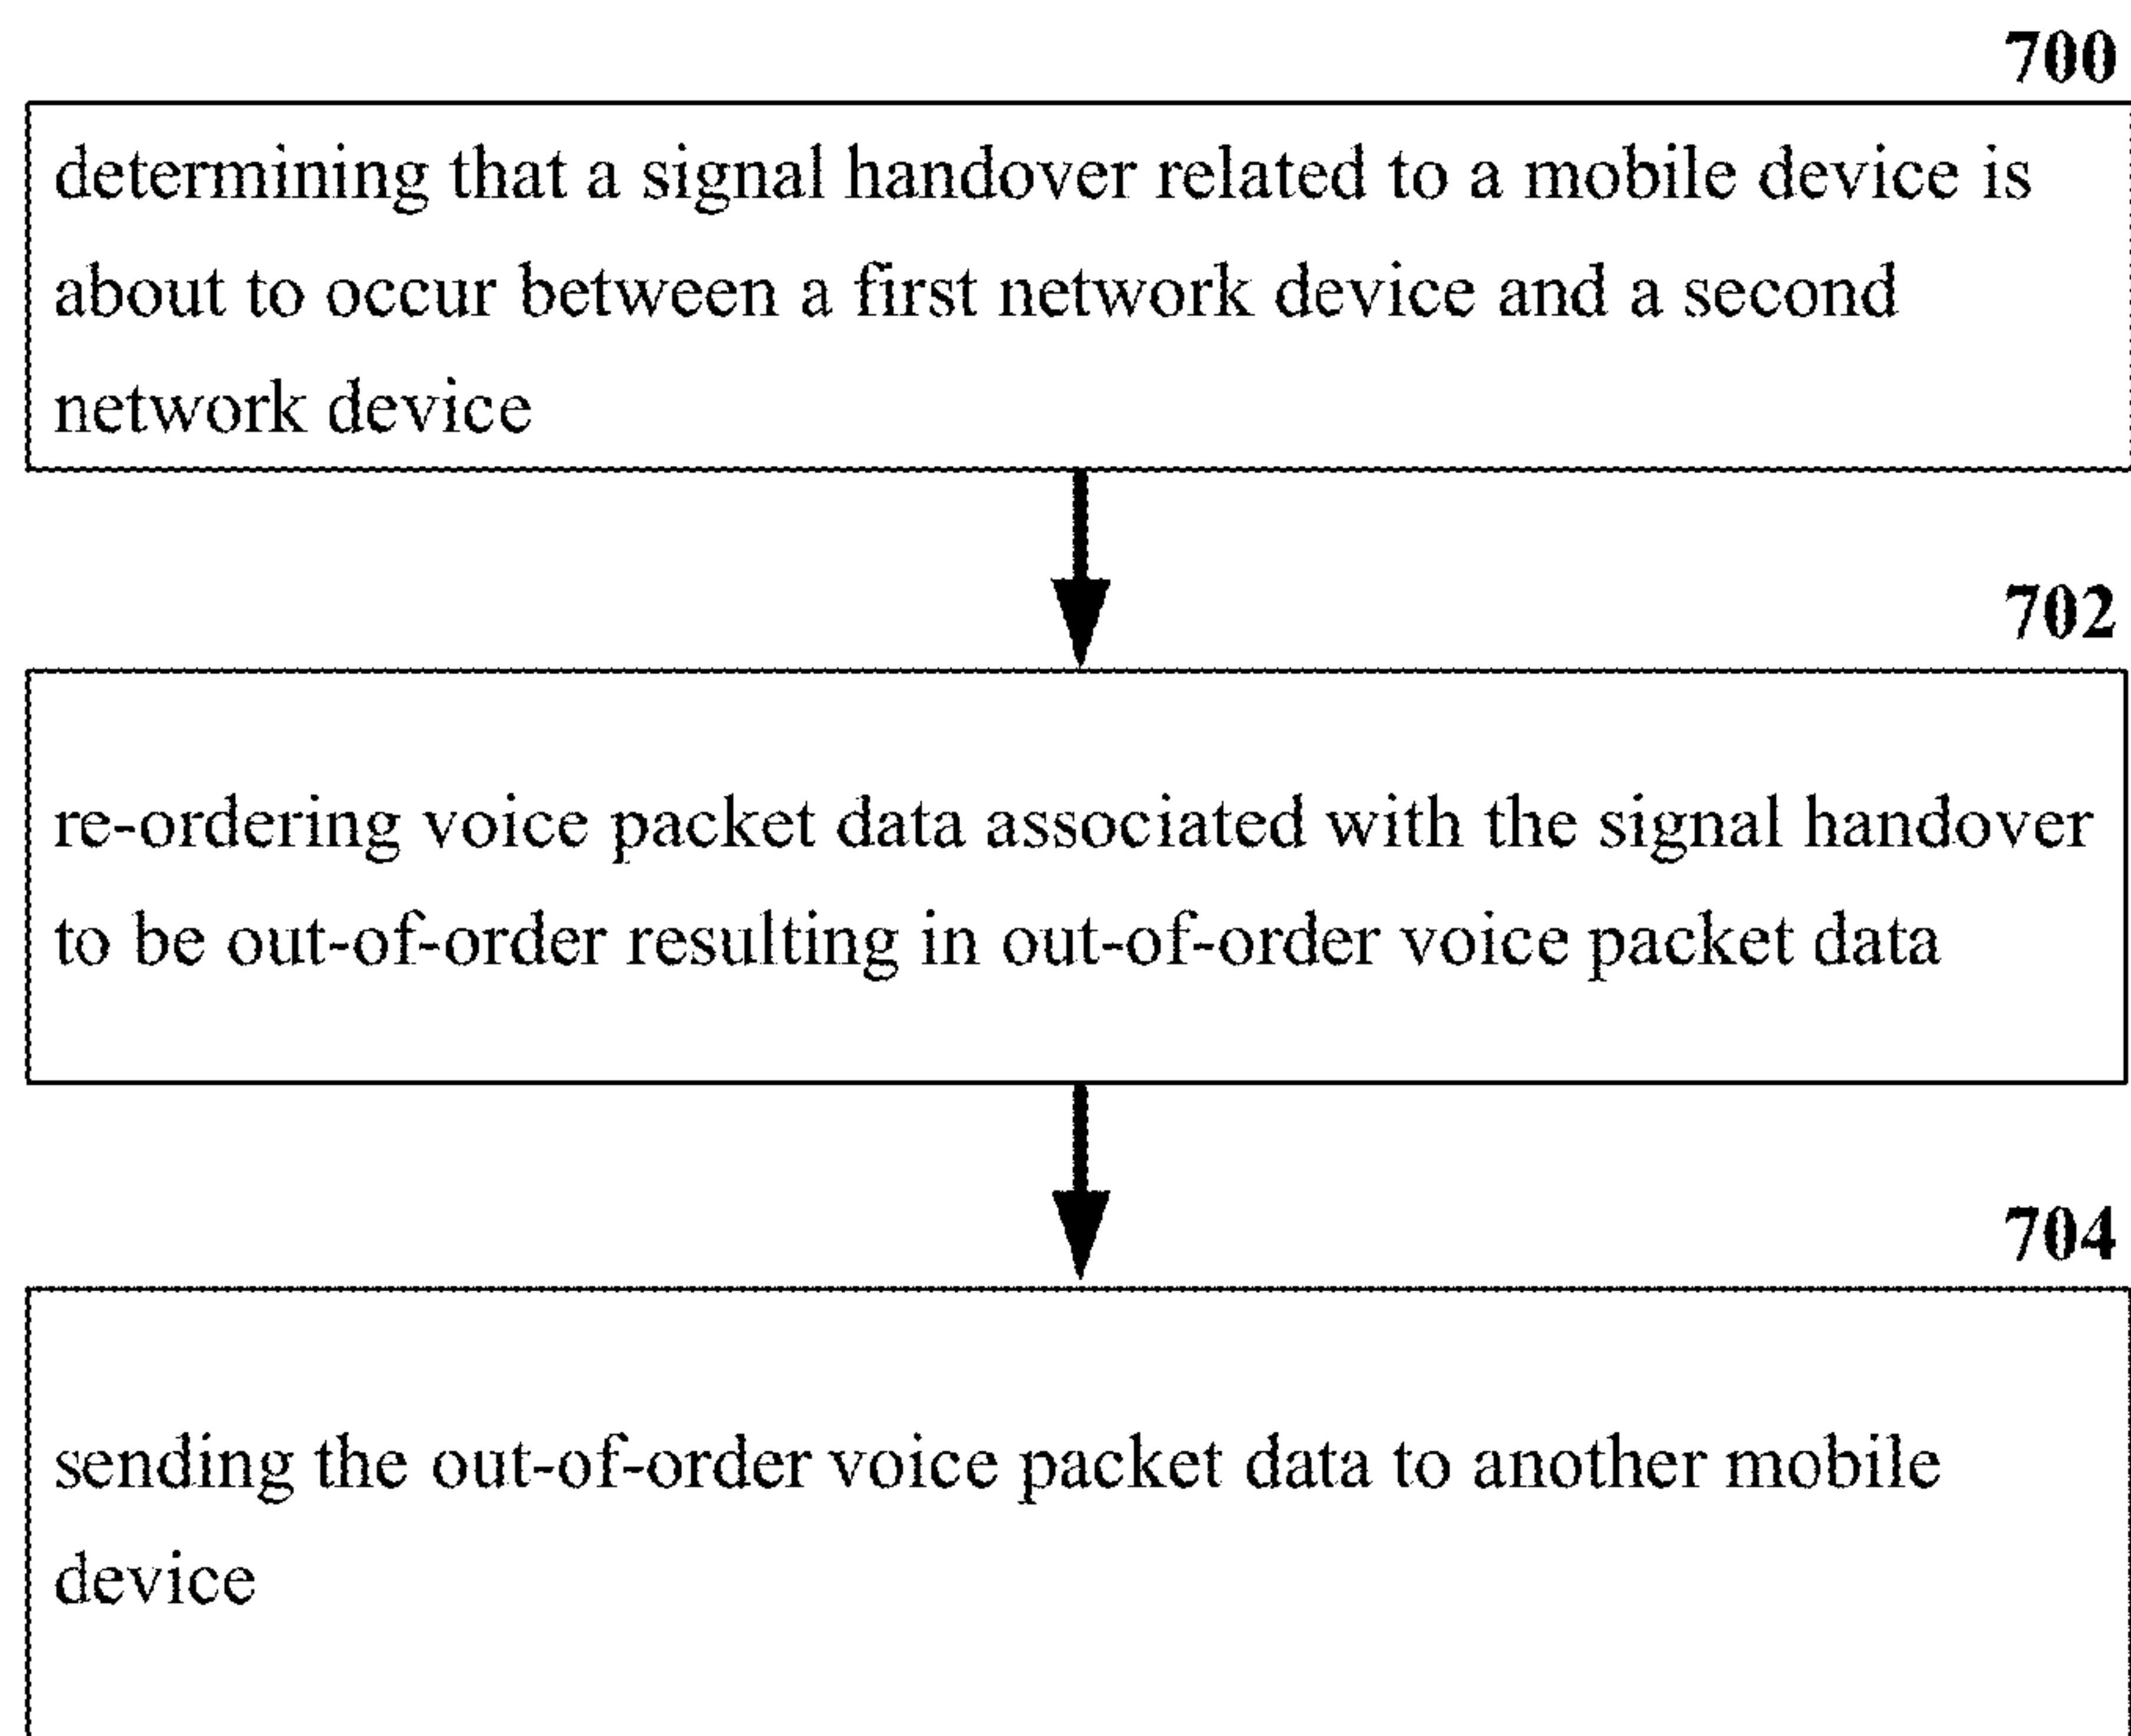 700
determining that a signal handover related to a mobile device is
about to occur between a first network device and a second
network device
702
re-ordering voice packet data associated with the signal handover
to be out-of-order resulting in out-of-order voice packet data
704
sending the out-of-order voice packet data to another mobile
device